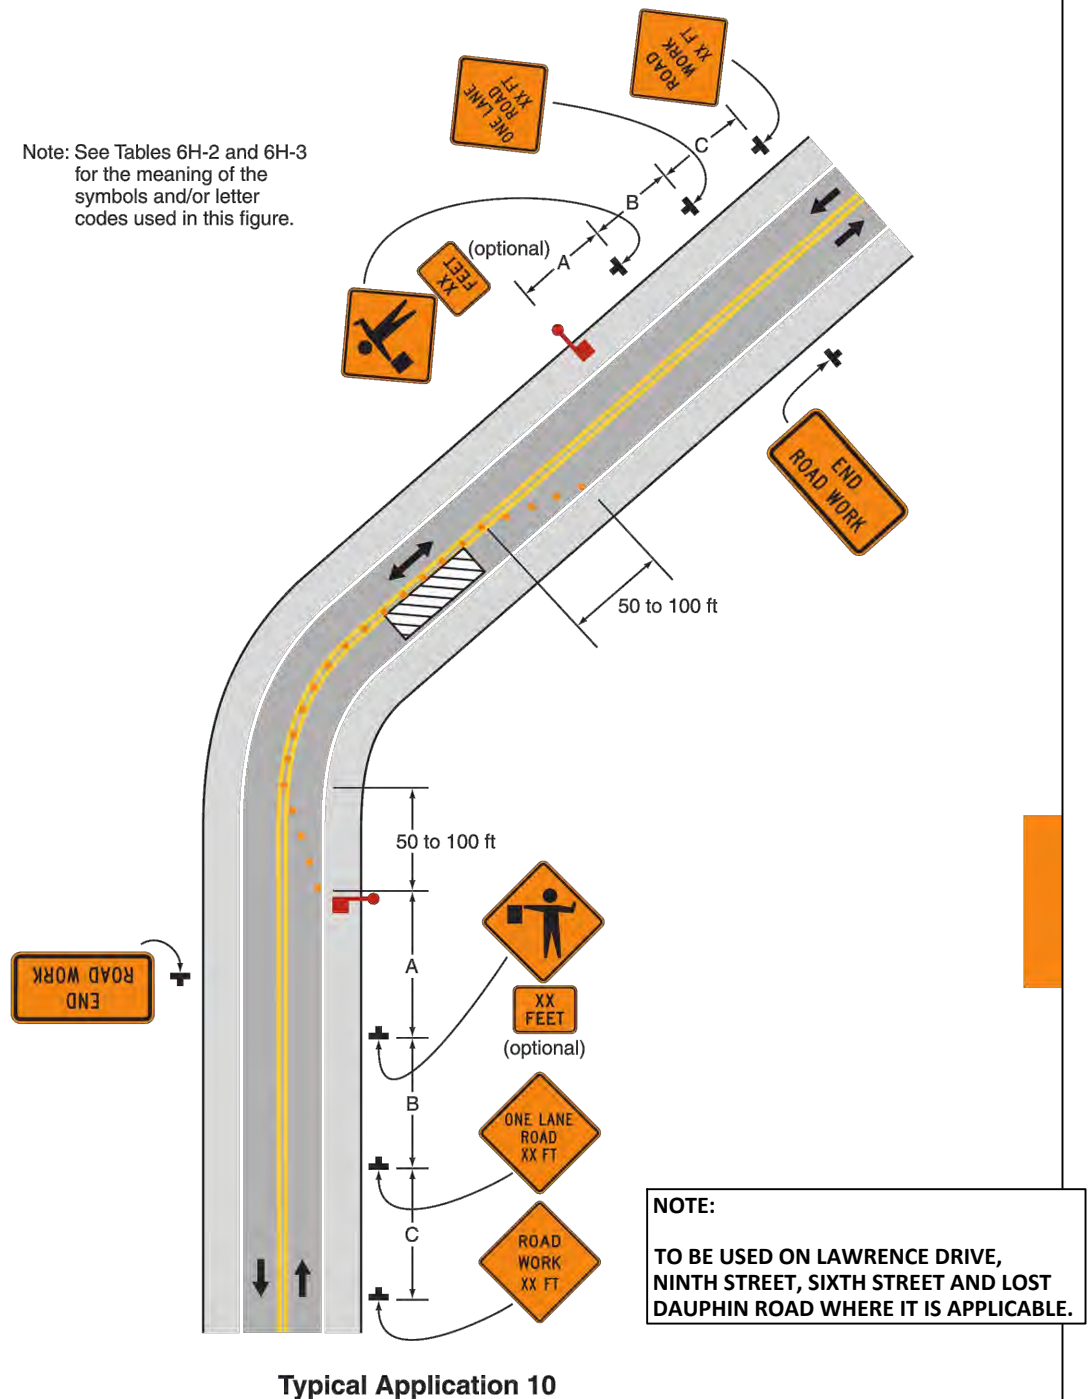 ROAD
WORK
XX FT
ONE LANE
ROAD
XX FT
Note: See Tables 6H-2 and 6H-3
for the meaning of the
symbols and/or letter
codes used in this figure.
C
B
A
(optional)
XX
FEET
END
ROAD WORK
50 to 100 ft
50 to 100 ft
A
END
ROAD WORK
XX
FEET
(optional)
B
ONE LANE
ROAD
XX FT
C
ROAD
WORK
XX FT
NOTE:
TO BE USED ON LAWRENCE DRIVE,
NINTH STREET, SIXTH STREET AND LOST
DAUPHIN ROAD WHERE IT IS APPLICABLE.
Typical Application 10